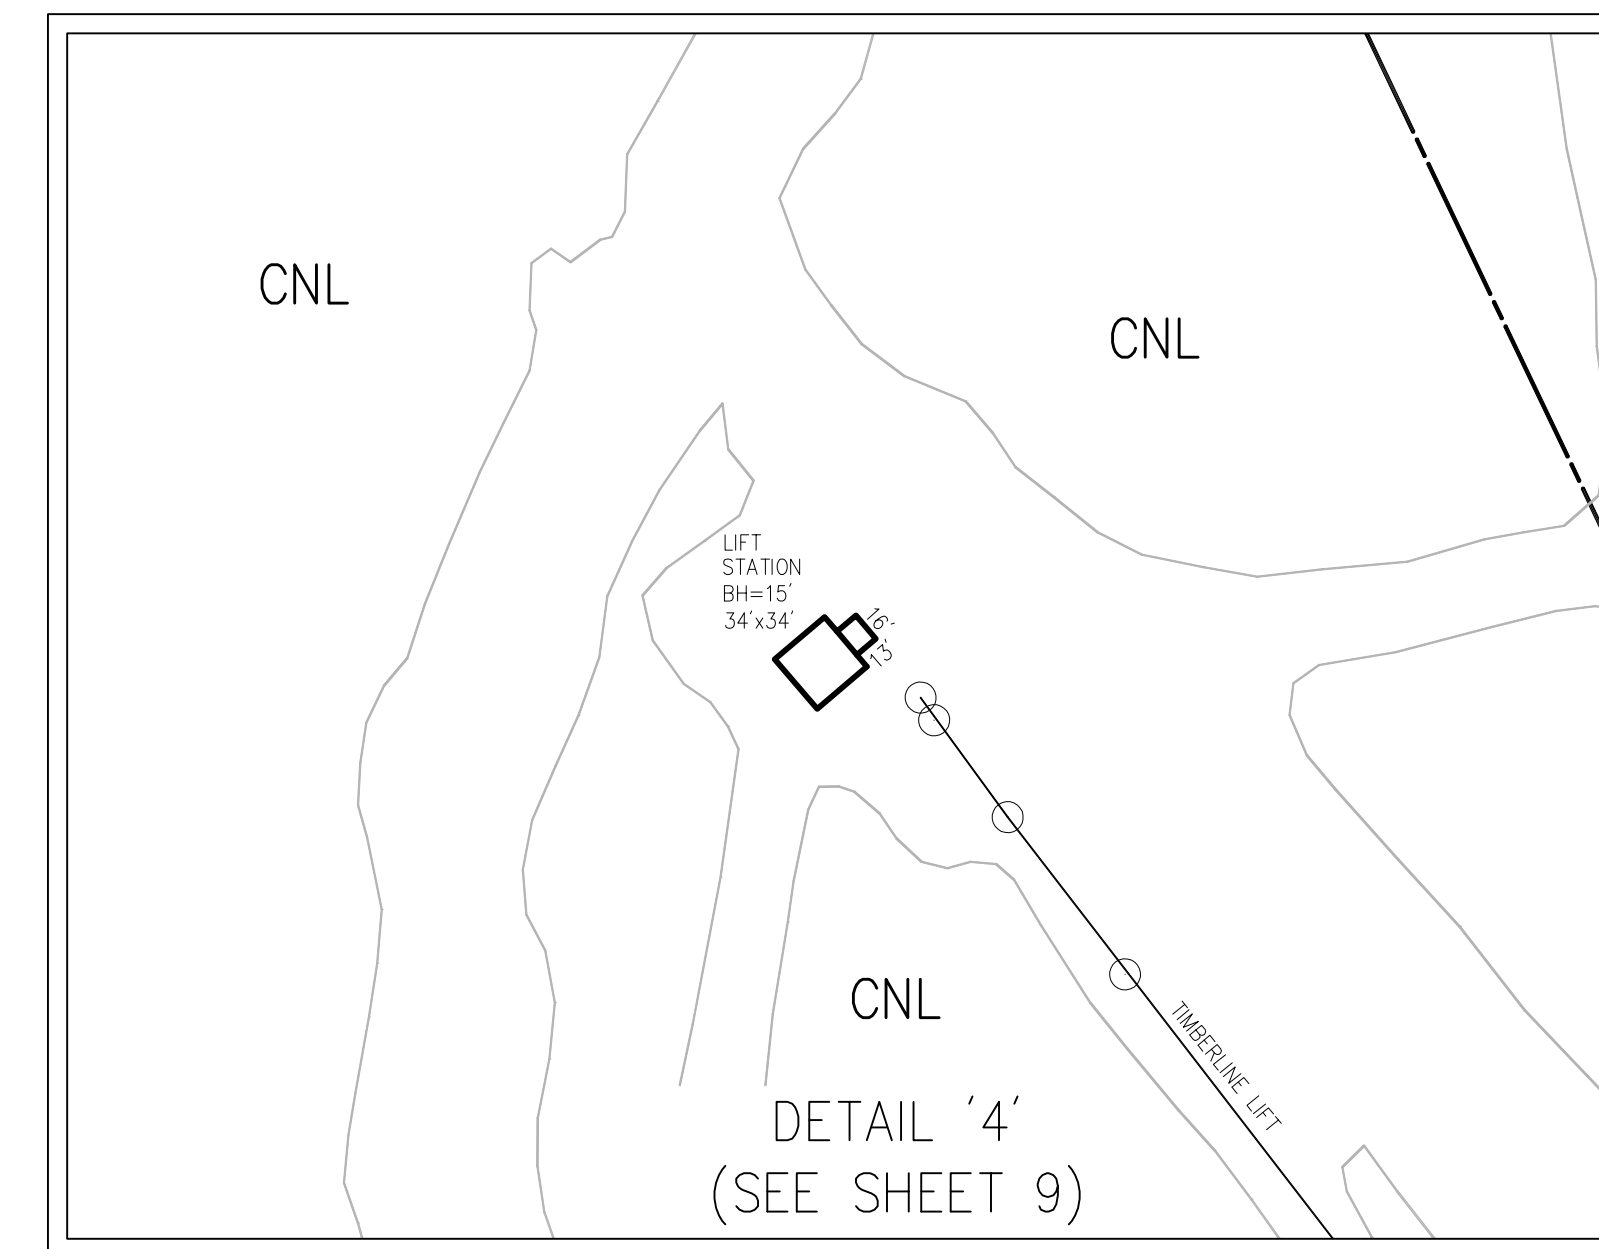 CNL
CNL
LIFT
STATION
BH=15'
34'x34'
16'
13'
CNL
TIMBERLINE LIFT
DETAIL '4'
(SEE SHEET 9)